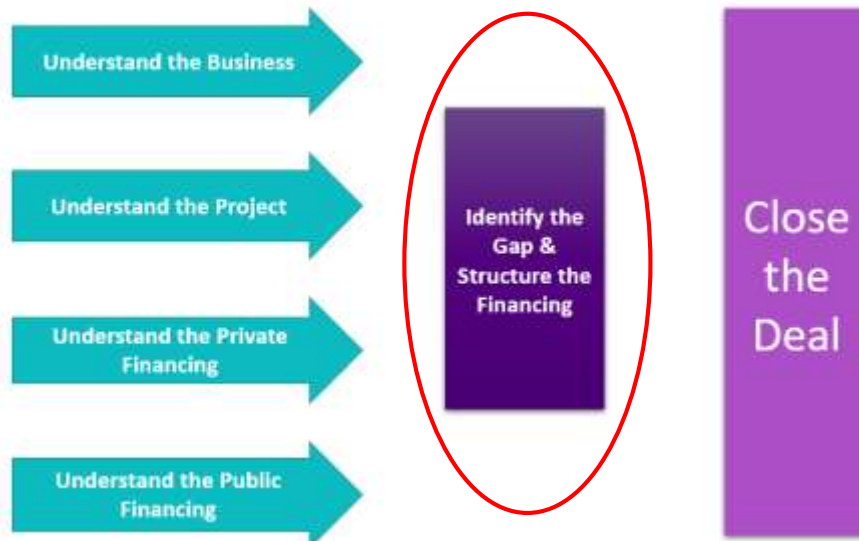 Understand the Business
Understand the Project
Understand the Private
Financing
Understand the Public
Financing
Identify the
Gap &
Structure the
Financing
Close
the
Deal